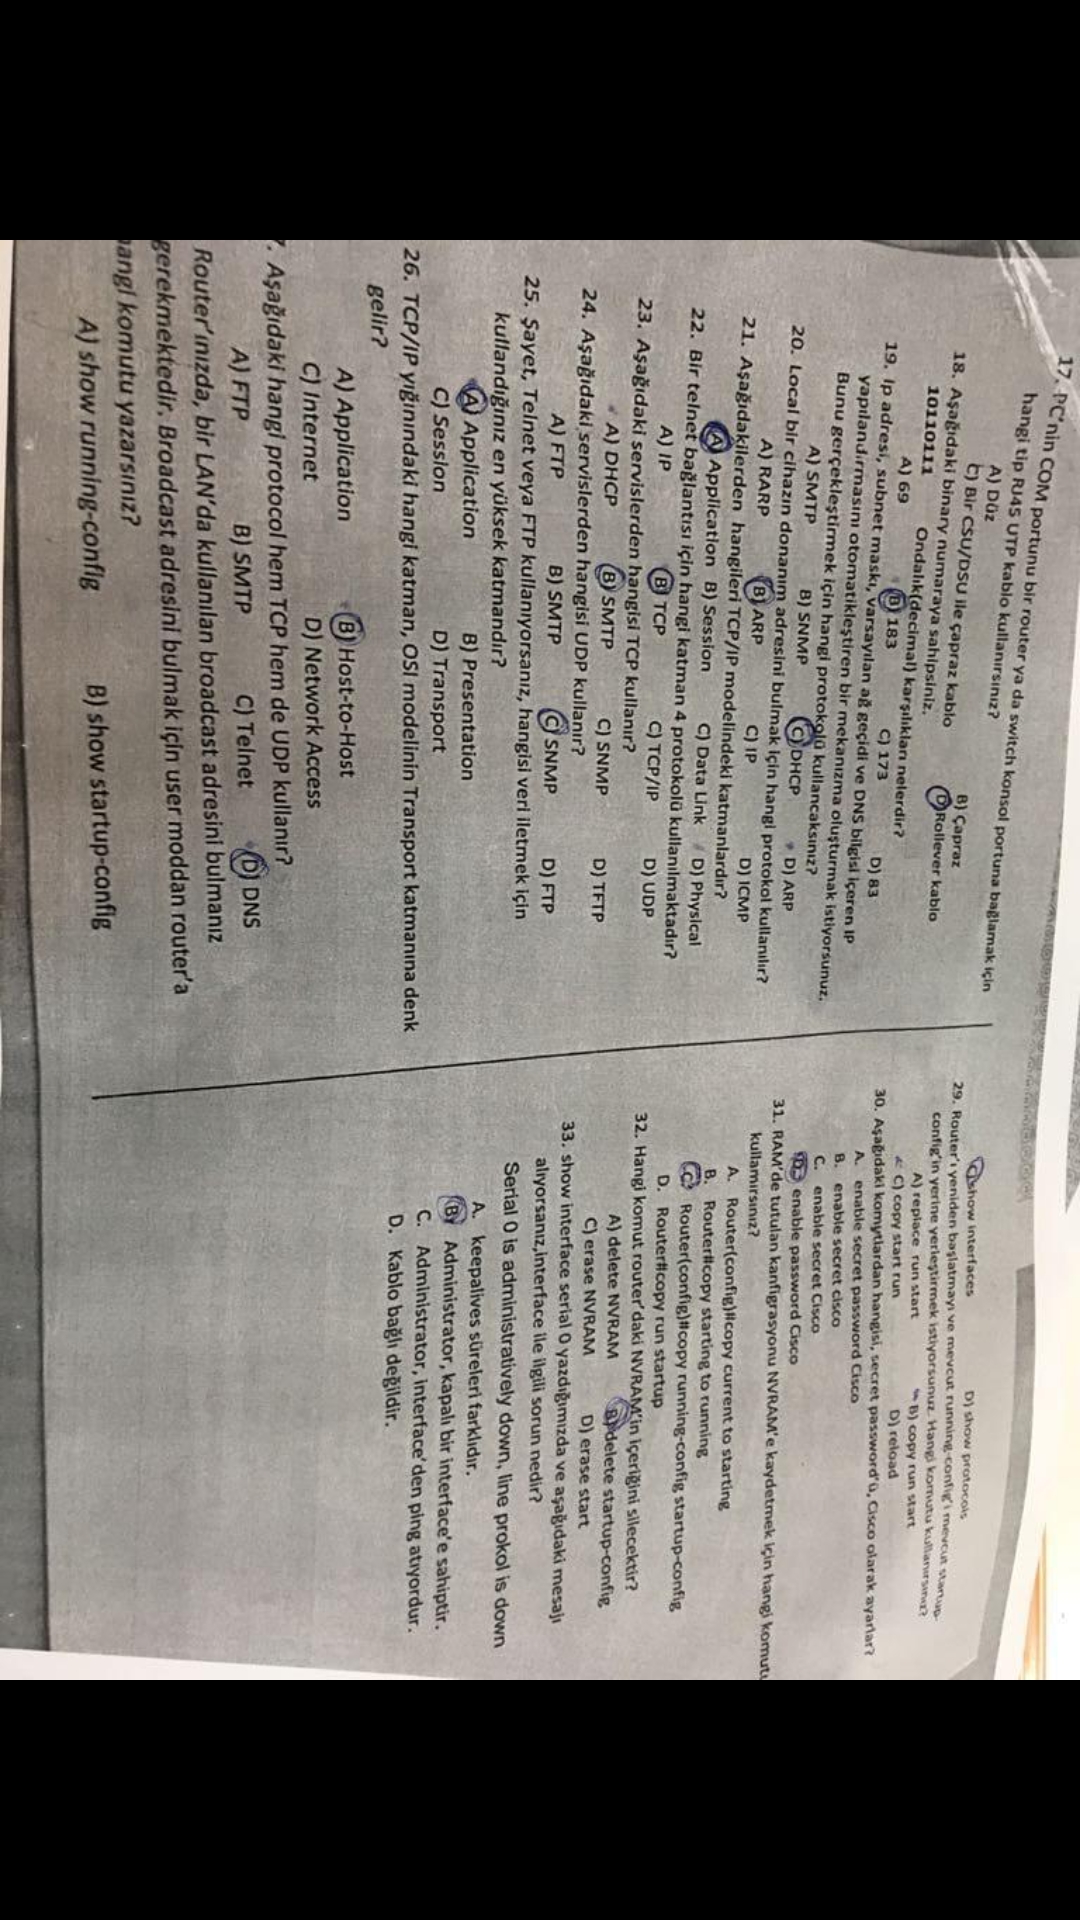 17. PC'nin COM portunu bir router ya da switch konsol portuna bağlamak için
hangi tip RJ45 UTP kablo kullanırsınız?
A) Düz
B) Çapraz
C) Bir CSU/DSU ile çapraz kablo
D) Rollever kablo
18. Aşağıdaki binary numaraya sahipsiniz.
10110111 Ondalık(decimal) karşılıkları nelerdir?
A) 69 B) 183 C) 173 D) 83
19. Ip adresi, subnet maskı, varsayılan ağ geçidi ve DNS bilgisi içeren IP
yapılandırmasını otomatikleştiren bir mekanızma oluşturmak istiyorsunuz.
Bunu gerçekleştirmek için hangi protokolü kullancaksınız?
A) SMTP B) SNMP C) DHCP D) ARP
20. Local bir cihazın donanım adresini bulmak için hangi protokol kullanılır?
A) RARP B) ARP C) IP D) ICMP
21. Aşağıdakilerden hangileri TCP/IP modelindeki katmanlardır?
A) Application B) Session C) Data Link D) Physical
22. Bir telnet bağlantısı için hangi katman 4 protokolü kullanılmaktadır?
A) IP B) TCP C) TCP/IP D) UDP
23. Aşağıdaki servislerden hangisi TCP kullanır?
A) DHCP B) SMTP C) SNMP D) TFTP
24. Aşağıdaki servislerden hangisi UDP kullanır?
A) FTP B) SMTP C) SNMP D) FTP
25. Şayet, Telnet veya FTP kullanıyorsanız, hangisi veri iletmek için
kullandığınız en yüksek katmandır?
A) Application B) Presentation
C) Session D) Transport
26. TCP/IP yığınındaki hangi katman, OSI modelinin Transport katmanına denk
gelir?
A) Application B) Host-to-Host
C) Internet D) Network Access
7. Aşağıdaki hangi protocol hem TCP hem de UDP kullanır?
A) FTP B) SMTP C) Telnet D) DNS
Router'ınızda, bir LAN'da kullanılan broadcast adresini bulmanız
gerekmektedir. Broadcast adresini bulmak için user moddan router'a
hangi komutu yazarsınız?
A) show running-config B) show startup-config
C) show interfaces D) show protocols
29. Router'ı yeniden başlatmayı ve mevcut running-config'i mevcut startup-
config'in yerine yerleştirmek istiyorsunuz. Hangi komutu kullanırsınız?
A) replace run start B) copy run start
C) copy start run D) reload
30. Aşağıdaki komytlardan hangisi, secret password'ü, Cisco olarak ayarlar?
A. enable secret password Cisco
B. enable secret cisco
C. enable secret Cisco
D. enable password Cisco
31. RAM'de tutulan kanfigrasyonu NVRAM'e kaydetmek için hangi komutu
kullamırsınız?
A. Router(config)#copy current to starting
B. Router#copy starting to running
C. Router(config)#copy running-config startup-config
D. Router#copy run startup
32. Hangi komut router'daki NVRAM'in içeriğini silecektir?
A) delete NVRAM B) delete startup-config
C) erase NVRAM D) erase start
33. show interface serial 0 yazdığımızda ve aşağıdaki mesajı
alıyorsanız,interface ile ilgili sorun nedir?
Serial 0 is administratively down, line prokol is down
A. keepalives süreleri farklıdır.
B. Administrator, kapalı bir interface'e sahiptir.
C. Administrator, interface'den ping atıyordur.
D. Kablo bağlı değildir.